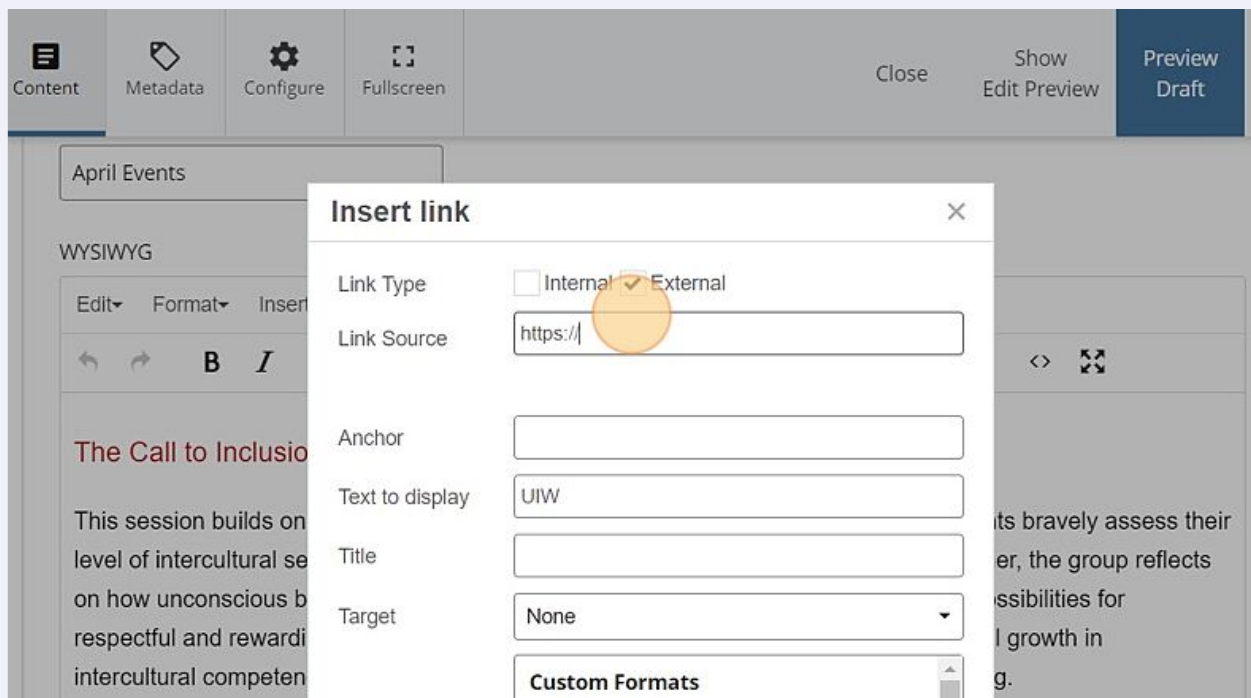 Content
Metadata
Configure
Fullscreen
Close
Show
Edit Preview
Preview
Draft
April Events
WYSIWYG
Edit Format Insert
B I
Insert link
Link Type Internal External
Link Source https://
Anchor
Text to display UIW
Title
Target None
Custom Formats
The Call to Inclusio
This session builds on ts bravely assess their
level of intercultural se er, the group reflects
on how unconscious b ssibilities for
respectful and rewardi l growth in
intercultural competen g.